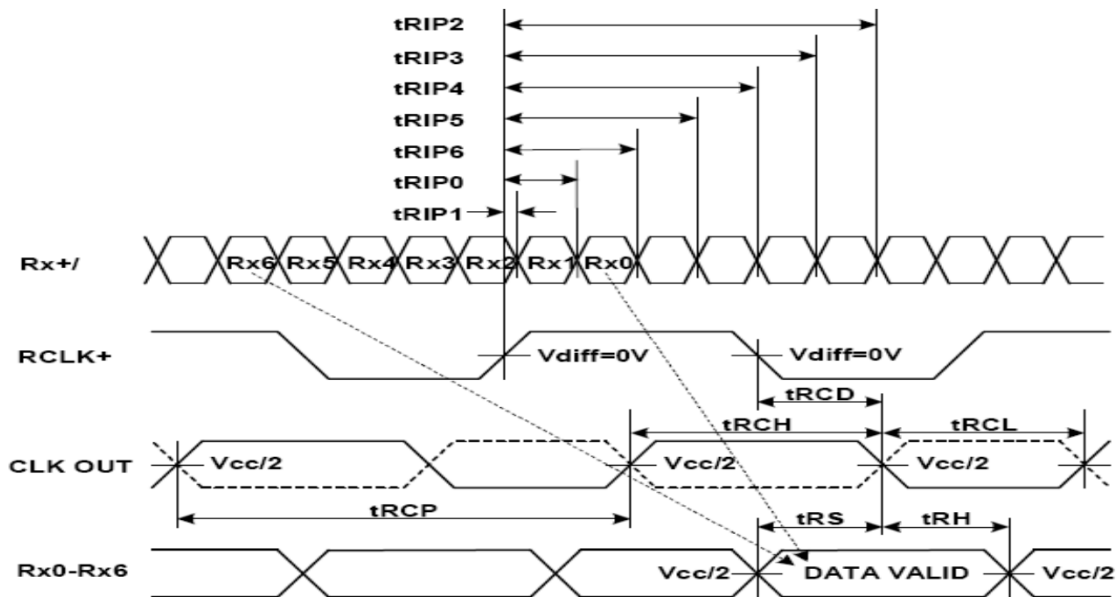 tRIP2
tRIP3
tRIP4
tRIP5
tRIP6
tRIP0
tRIP1
Rx+/ Rx6 Rx5 Rx4 Rx3 Rx2 Rx1 Rx0
RCLK+ Vdiff=0V Vdiff=0V
tRCD
tRCH tRCL
CLK OUT Vcc/2 Vcc/2 Vcc/2
tRCP tRS tRH
Rx0-Rx6 Vcc/2 DATA VALID Vcc/2